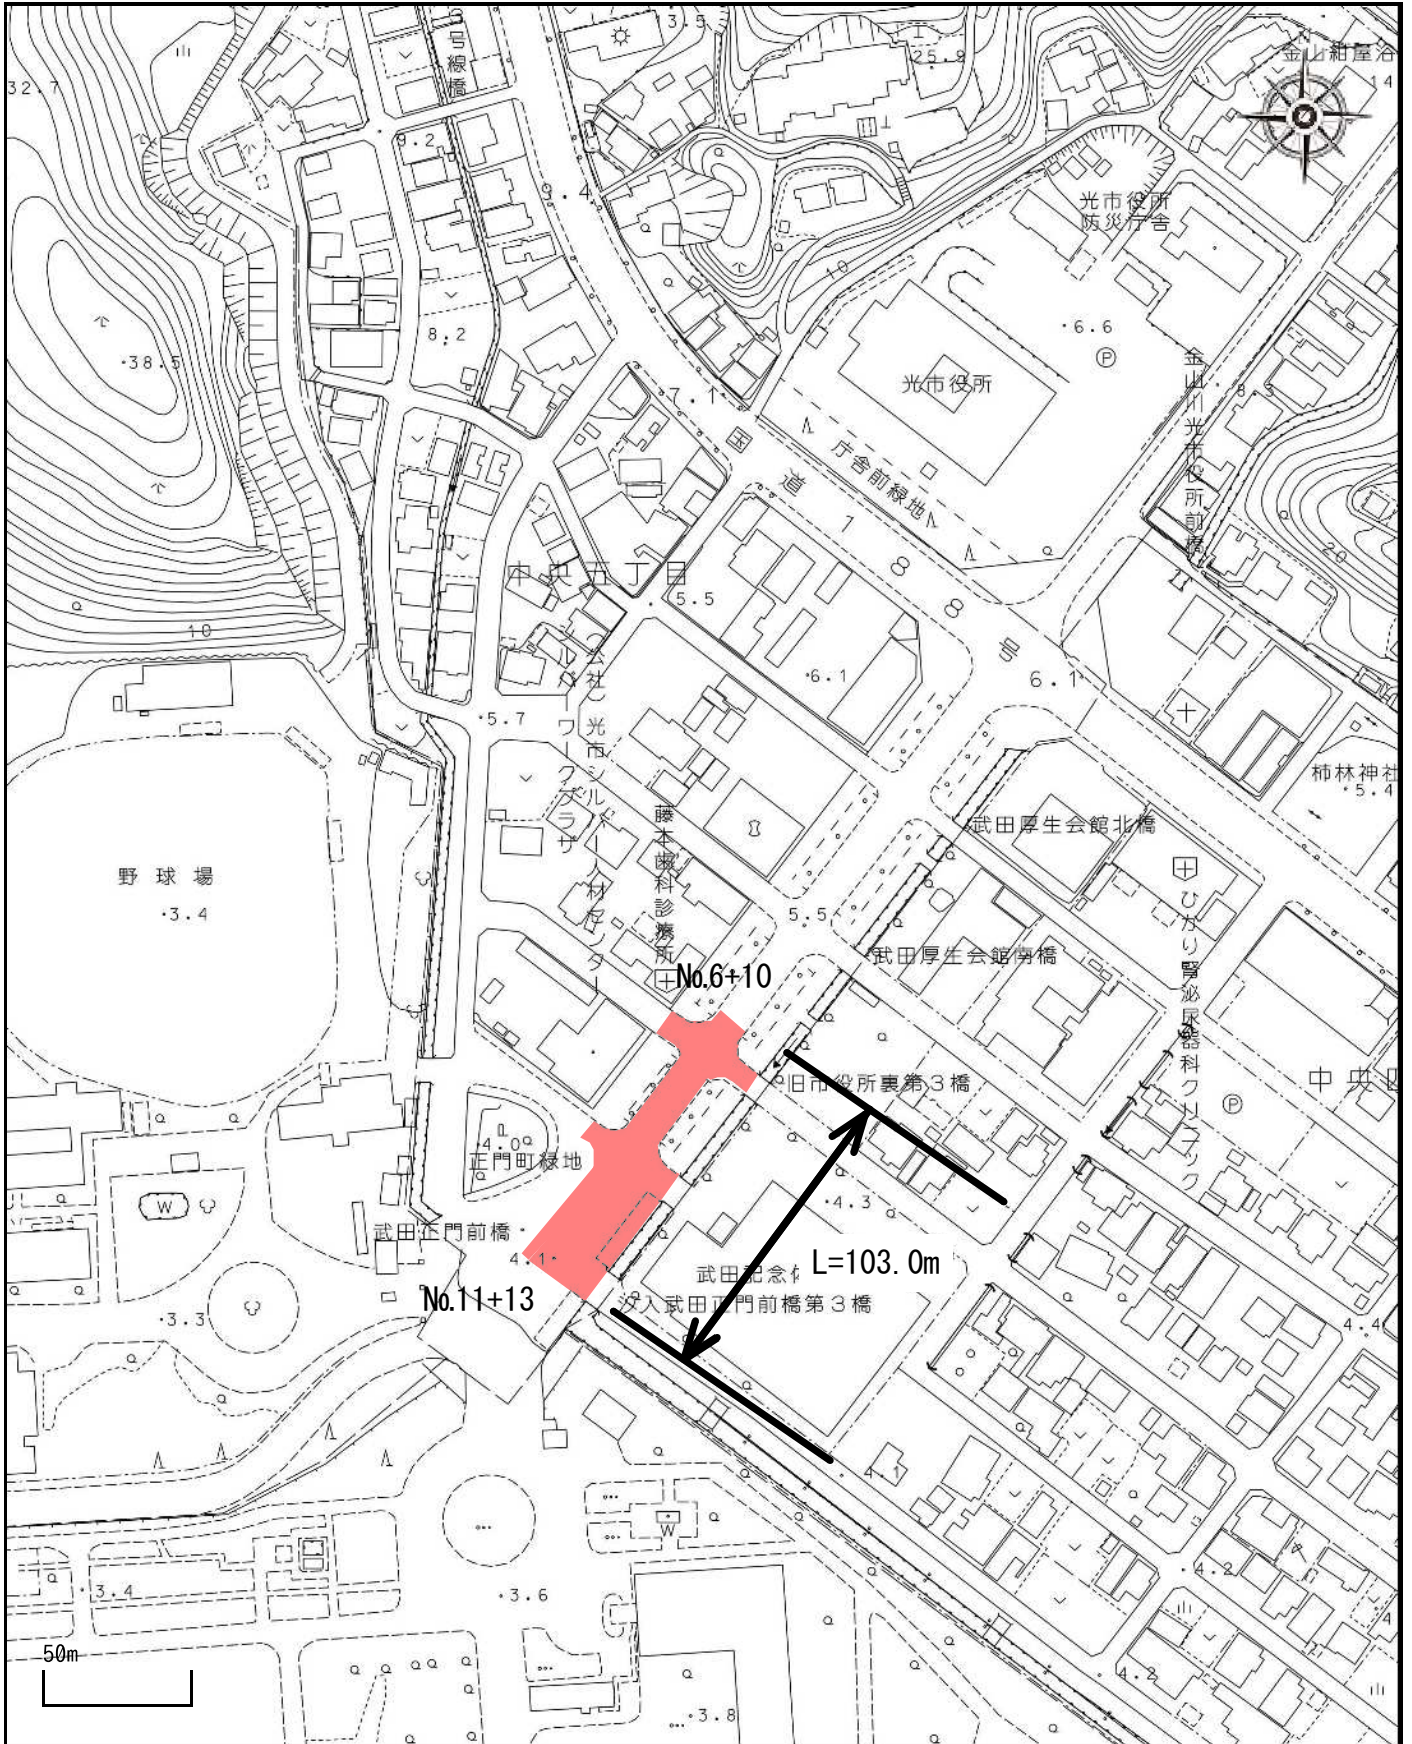 3.5
号線橋
25.9
金山紺屋浴
32.7
14
9.2
9.4
光市役所
防災庁舎
10
6.6
P
8.2
38.5
7.1
光市役所
金山川光市役所前橋
8.3
国道188号
庁舎前緑地
20
中央五丁目
5.5
10
6.1
6.1
5.7
(公社)光市シルバー人材センター
シルバーワークプラザ
柿林神社
5.4
藤本歯科診療所
武田厚生会館北橋
野球場
3.4
5.5
ひかり腎泌尿器科クリニック
武田厚生会館南橋
No.6+10
旧市役所裏第3橋
中央四
P
4.0
正門町緑地
4.3
W
武田正門前橋
4.1
L=103.0m
武田記念体
No.11+13
汐入武田正門前橋第3橋
3.3
4.4
4.1
W
3.4
3.6
4.2
50m
4.2
3.8